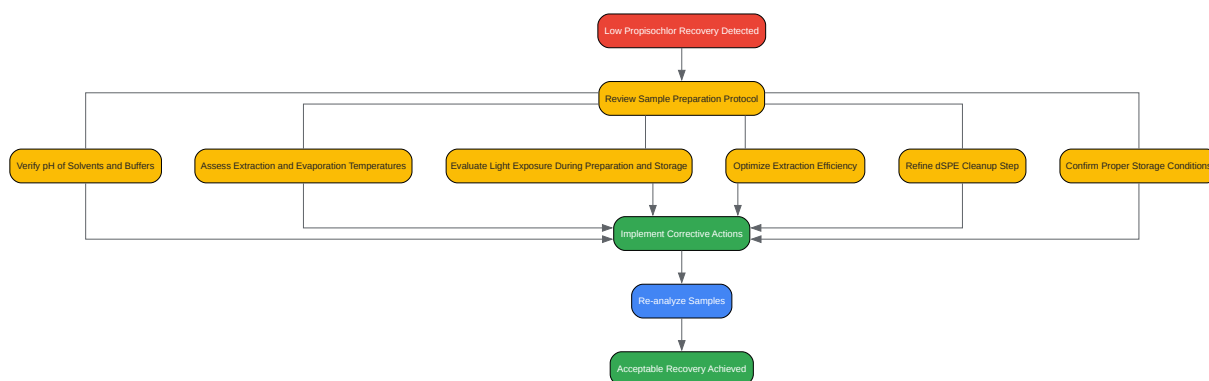 Low Propisochlor Recovery Detected
Review Sample Preparation Protocol
Verify pH of Solvents and Buffers
Assess Extraction and Evaporation Temperatures
Evaluate Light Exposure During Preparation and Storage
Optimize Extraction Efficiency
Refine dSPE Cleanup Step
Confirm Proper Storage Conditions
Implement Corrective Actions
Re-analyze Samples
Acceptable Recovery Achieved